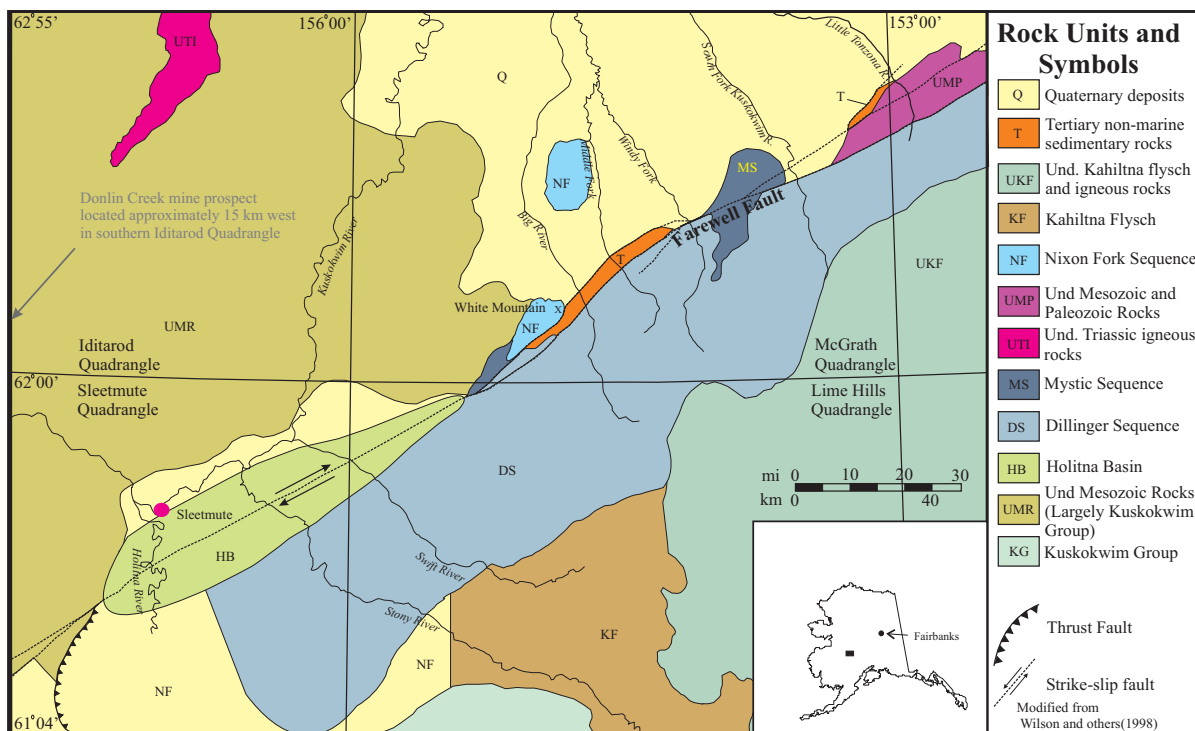 62°55'
156°00'
153°00'
UTI
Q
Little Tonzona R.
South Fork Kuskokwim R.
UMP
T
Windy Fork
Middle Fork
MS
NF
Donlin Creek mine prospect
located approximately 15 km west
in southern Iditarod Quadrangle
Kuskokwim River
Big River
Farewell Fault
UKF
T
White Mountain
x
NF
UMR
Iditarod
Quadrangle
McGrath
Quadrangle
62°00'
Sleetmute
Quadrangle
Lime Hills
Quadrangle
DS
mi 0 10 20 30
km 0 40
Sleetmute
HB
Holitna River
Swift River
Stony River
KF
NF
NF
61°04'
Fairbanks
Rock Units and
Symbols
Q Quaternary deposits
T Tertiary non-marine
sedimentary rocks
UKF Und. Kahiltna flysch
and igneous rocks
KF Kahiltna Flysch
NF Nixon Fork Sequence
UMP Und Mesozoic and
Paleozoic Rocks
UTI Und. Triassic igneous
rocks
MS Mystic Sequence
DS Dillinger Sequence
HB Holitna Basin
UMR Und Mesozoic Rocks
(Largely Kuskokwim
Group)
KG Kuskokwim Group
Thrust Fault
Strike-slip fault
Modified from
Wilson and others(1998)